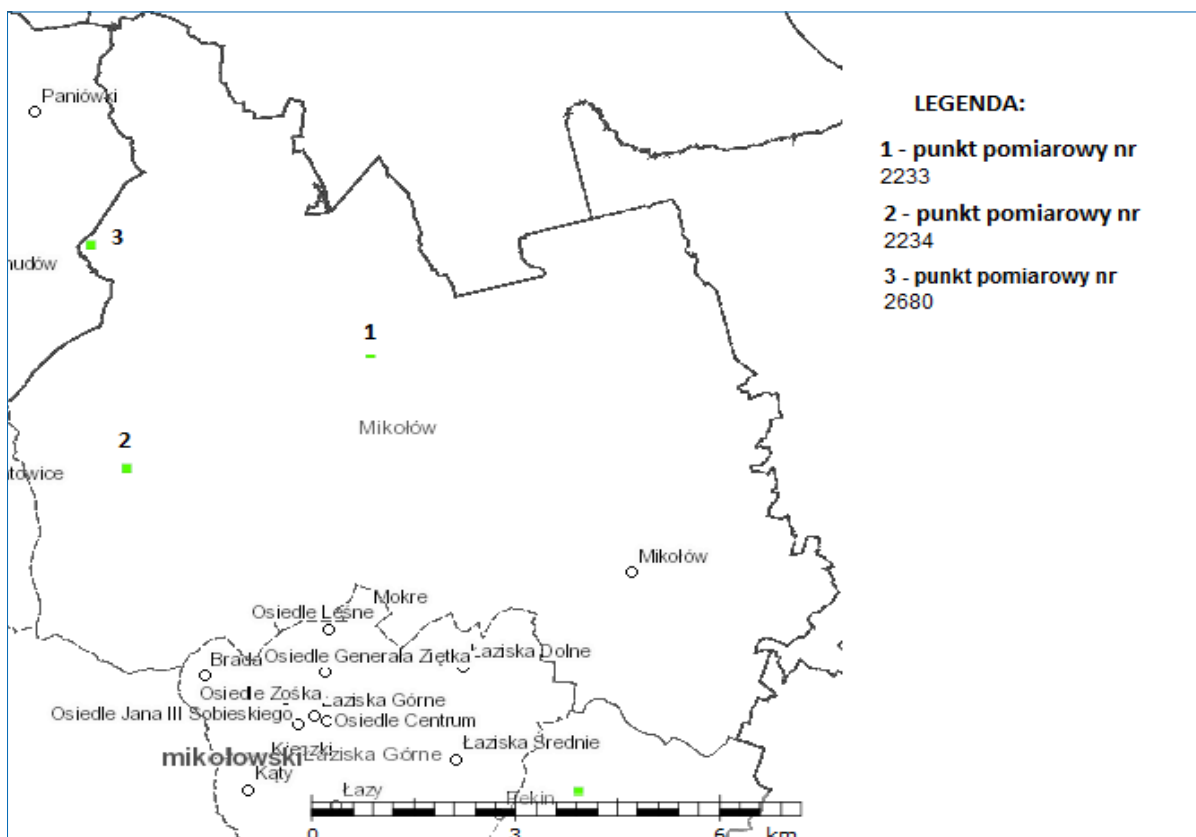 Paniówki
LEGENDA:
1 - punkt pomiarowy nr
2233
2 - punkt pomiarowy nr
2234
3 - punkt pomiarowy nr
2680
3
nudów
1
Mikołów
2
ntowice
Mikołów
Mokre
Osiedle Leśne
Brada
Osiedle Generała Ziętka
Łaziska Dolne
Osiedle Zośka
Łaziska Górne
Osiedle Jana III Sobieskiego
Osiedle Centrum
Łaziska Górne
Łaziska Średnie
mikołowski
Kąty
Łazy
0 3 6 km